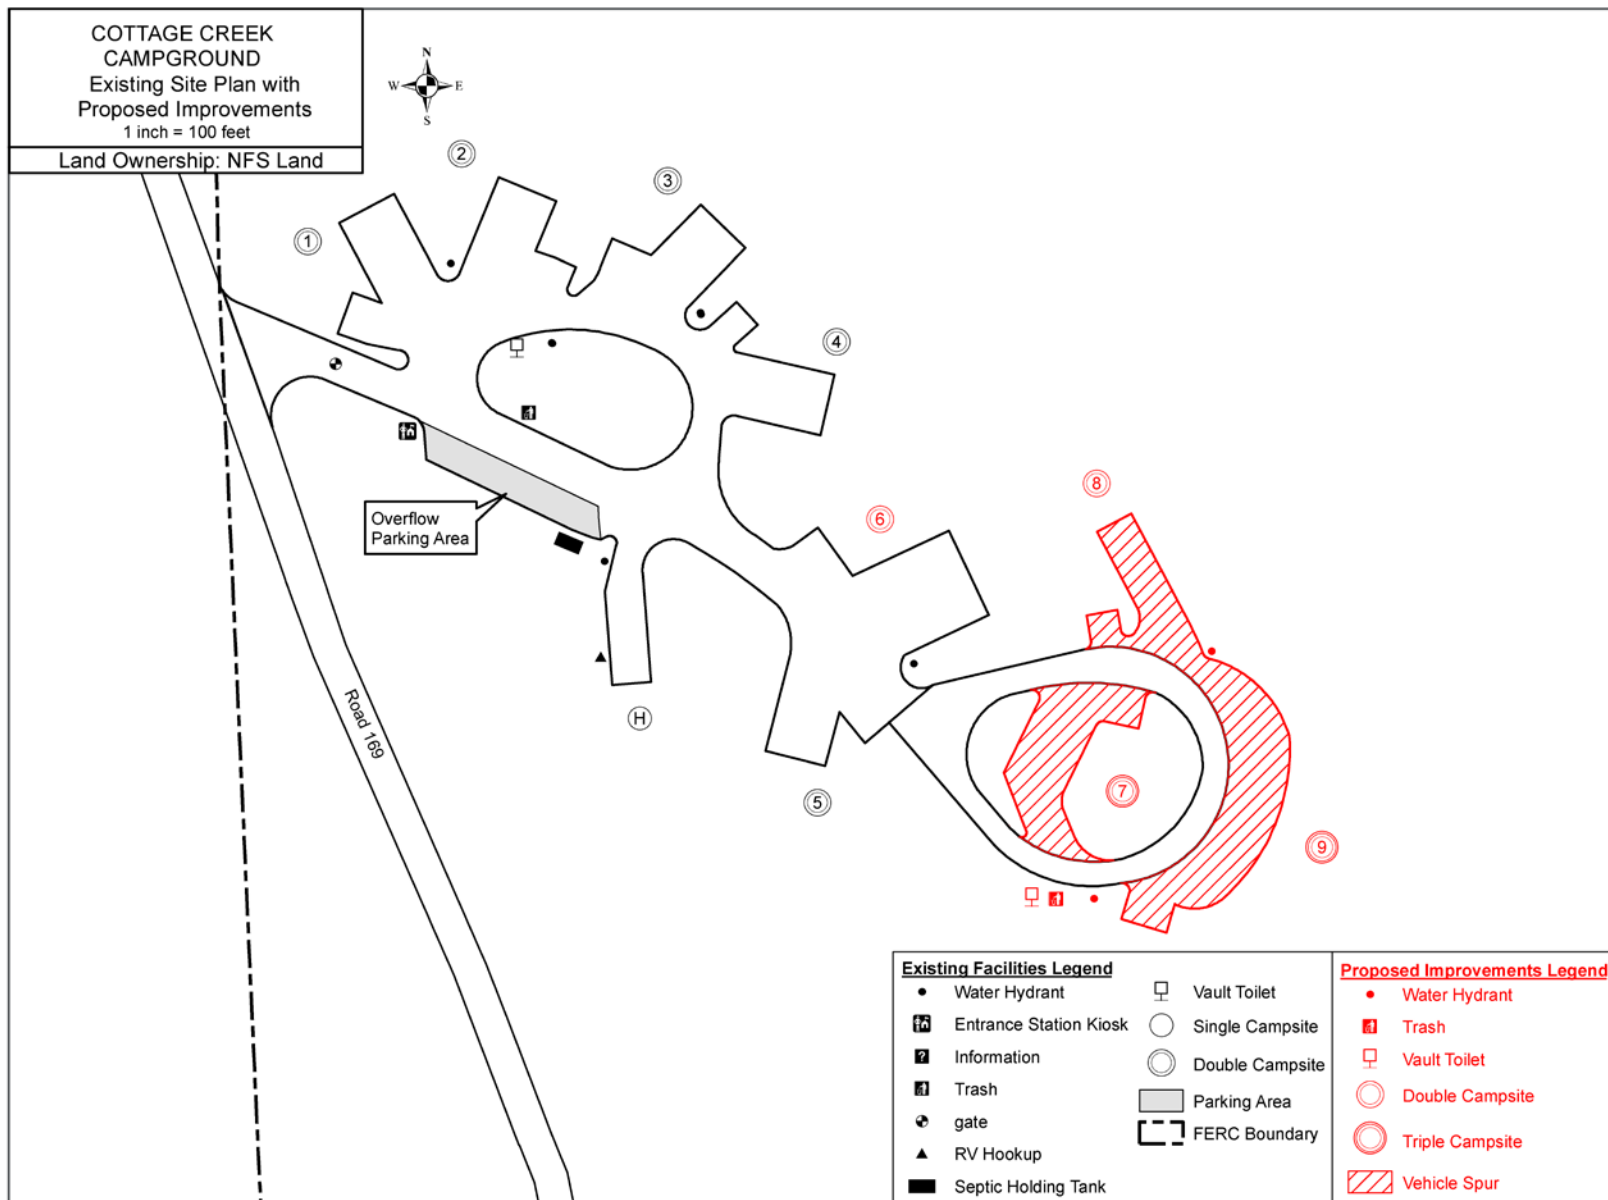 COTTAGE CREEK
CAMPGROUND
Existing Site Plan with
Proposed Improvements
1 inch = 100 feet
Land Ownership: NFS Land
N
W E
S
2
3
1
4
8
6
Overflow
Parking Area
Road 169
H
7
5
9
Existing Facilities Legend
Water Hydrant
Entrance Station Kiosk
? Information
Trash
gate
RV Hookup
Septic Holding Tank
Vault Toilet
Single Campsite
Double Campsite
Parking Area
FERC Boundary
Proposed Improvements Legend
Water Hydrant
Trash
Vault Toilet
Double Campsite
Triple Campsite
Vehicle Spur